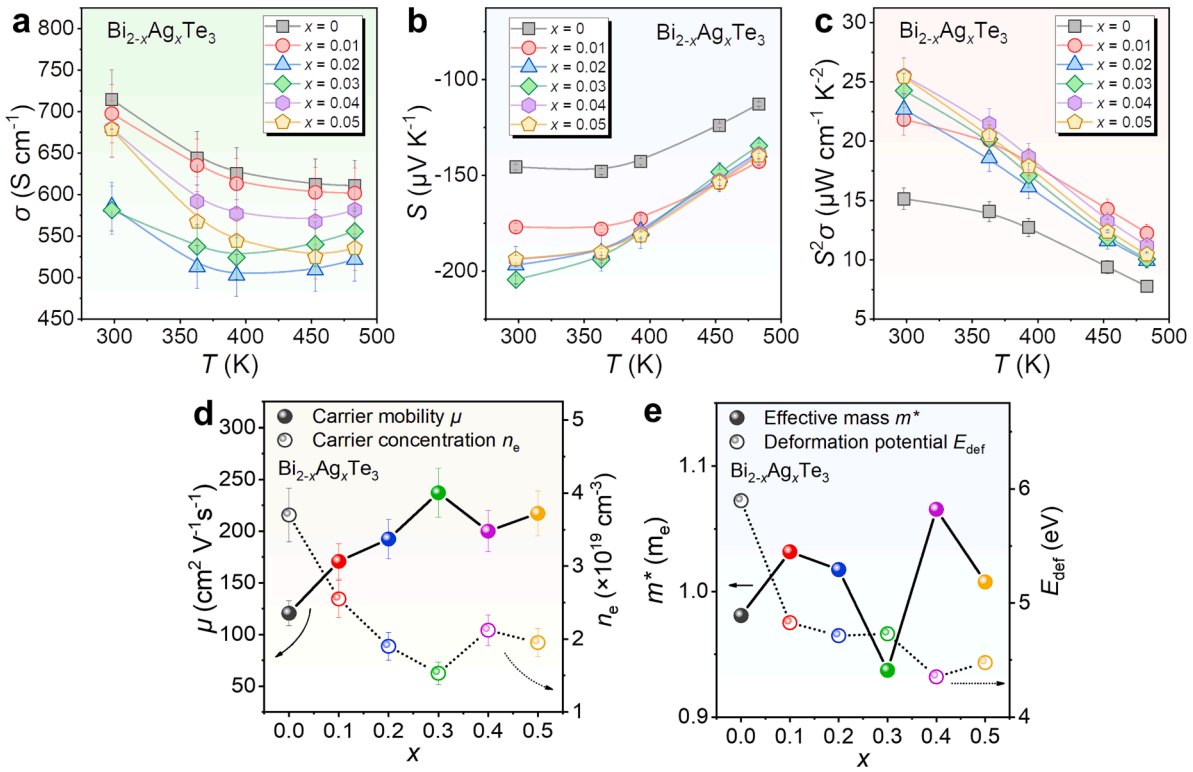 a
Bi2-xAgxTe3
x = 0
x = 0.01
x = 0.02
x = 0.03
x = 0.04
x = 0.05
800
750
700
650
600
550
500
450
σ (S cm-1)
300 350 400 450 500
T (K)
b
x = 0
x = 0.01
x = 0.02
x = 0.03
x = 0.04
x = 0.05
Bi2-xAgxTe3
-100
-150
-200
S (μV K-1)
300 350 400 450 500
T (K)
c
Bi2-xAgxTe3
x = 0
x = 0.01
x = 0.02
x = 0.03
x = 0.04
x = 0.05
30
25
20
15
10
5
S2σ (μW cm-1 K-2)
300 350 400 450 500
T (K)
d
Carrier mobility μ
Carrier concentration ne
Bi2-xAgxTe3
300
250
200
150
100
50
μ (cm2 V-1s-1)
5
4
3
2
1
ne (×1019 cm-3)
0.0 0.1 0.2 0.3 0.4 0.5
x
e
Effective mass m*
Deformation potential Edef
Bi2-xAgxTe3
1.1
1.0
0.9
m* (me)
6
5
4
Edef (eV)
0.0 0.1 0.2 0.3 0.4 0.5
x